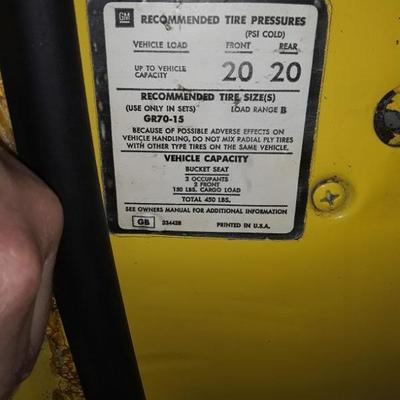 GM RECOMMENDED TIRE PRESSURES
(PSI COLD)
VEHICLE LOAD FRONT REAR
UP TO VEHICLE CAPACITY 20 20
RECOMMENDED TIRE SIZE(S)
(USE ONLY IN SETS) LOAD RANGE B
GR70-15
BECAUSE OF POSSIBLE ADVERSE EFFECTS ON
VEHICLE HANDLING, DO NOT MIX RADIAL PLY TIRES
WITH OTHER TYPE TIRES ON THE SAME VEHICLE.
VEHICLE CAPACITY
BUCKET SEAT
2 OCCUPANTS
2 FRONT
150 LBS. CARGO LOAD
TOTAL 450 LBS.
SEE OWNERS MANUAL FOR ADDITIONAL INFORMATION
GB PRINTED IN U.S.A.